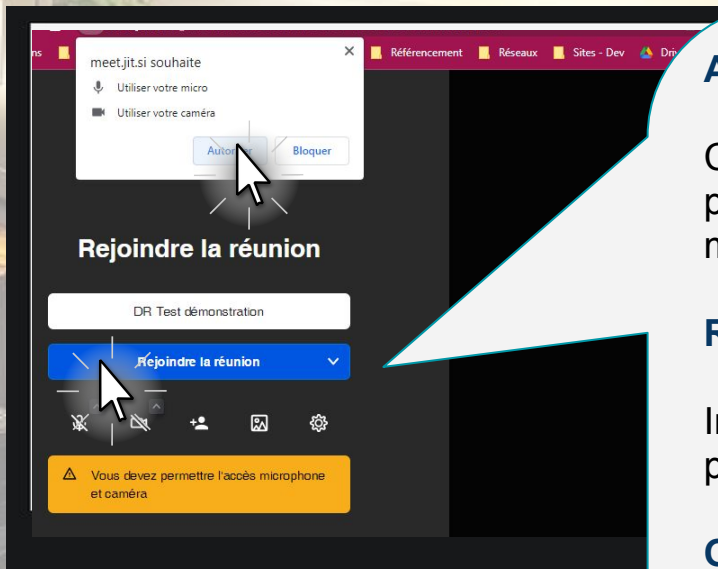 Référencement Réseaux Sites - Dev
meet.jit.si souhaite
Utiliser votre micro
Utiliser votre caméra
Bloquer
Rejoindre la réunion
DR Test démonstration
Rejoindre la réunion
Vous devez permettre l'accès microphone
et caméra